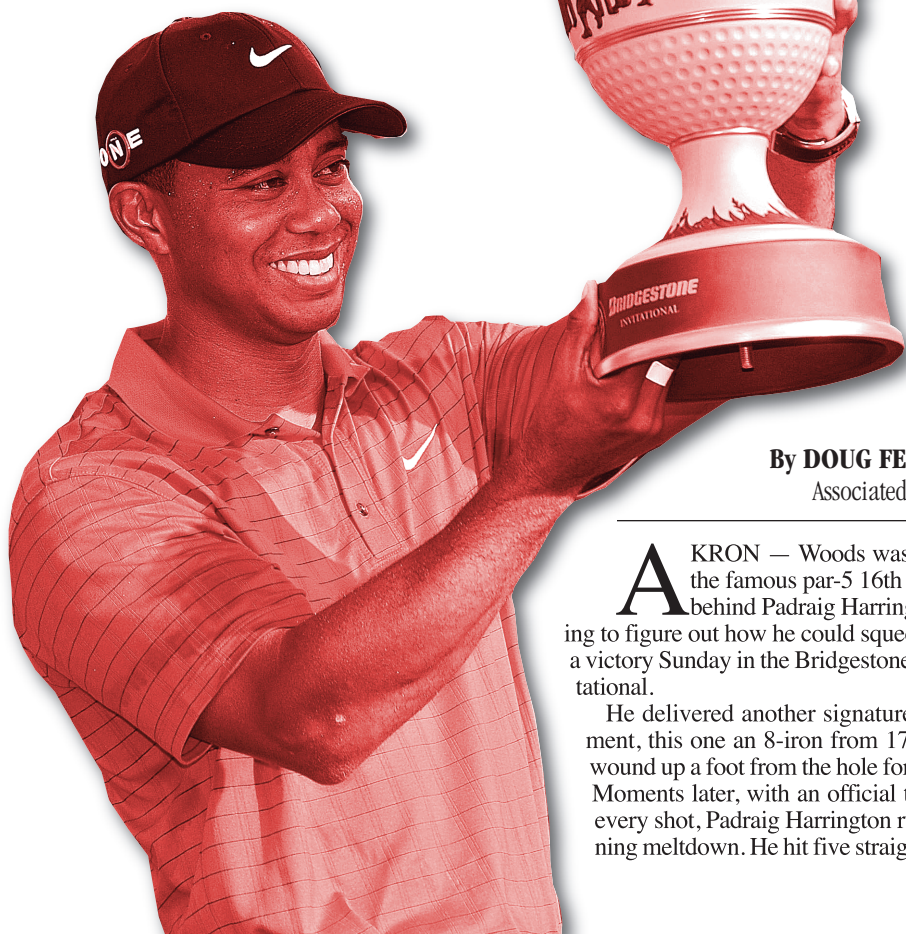 ONE
BRIDGESTONE
INVITATIONAL
By DOUG FE
Associated
AKRON — Woods was
the famous par-5 16th
behind Padraig Harring
ing to figure out how he could squee
a victory Sunday in the Bridgestone
tational.
He delivered another signature
ment, this one an 8-iron from 17
wound up a foot from the hole for
Moments later, with an official t
every shot, Padraig Harrington r
ning meltdown. He hit five straig